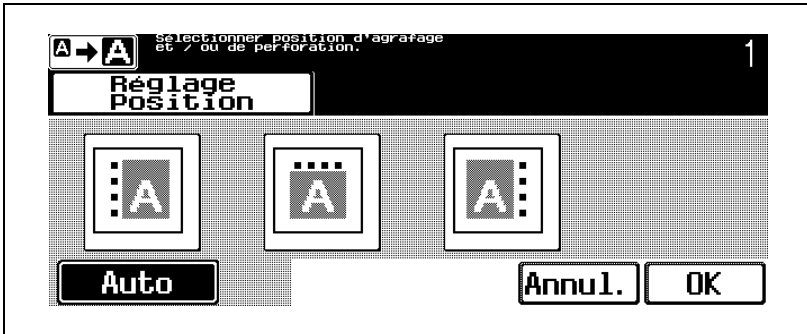 A→A
Sélectionner position d'agrafage
et / ou de perforation.
1
Réglage
Position
A
A
A
Auto
Annul.
OK